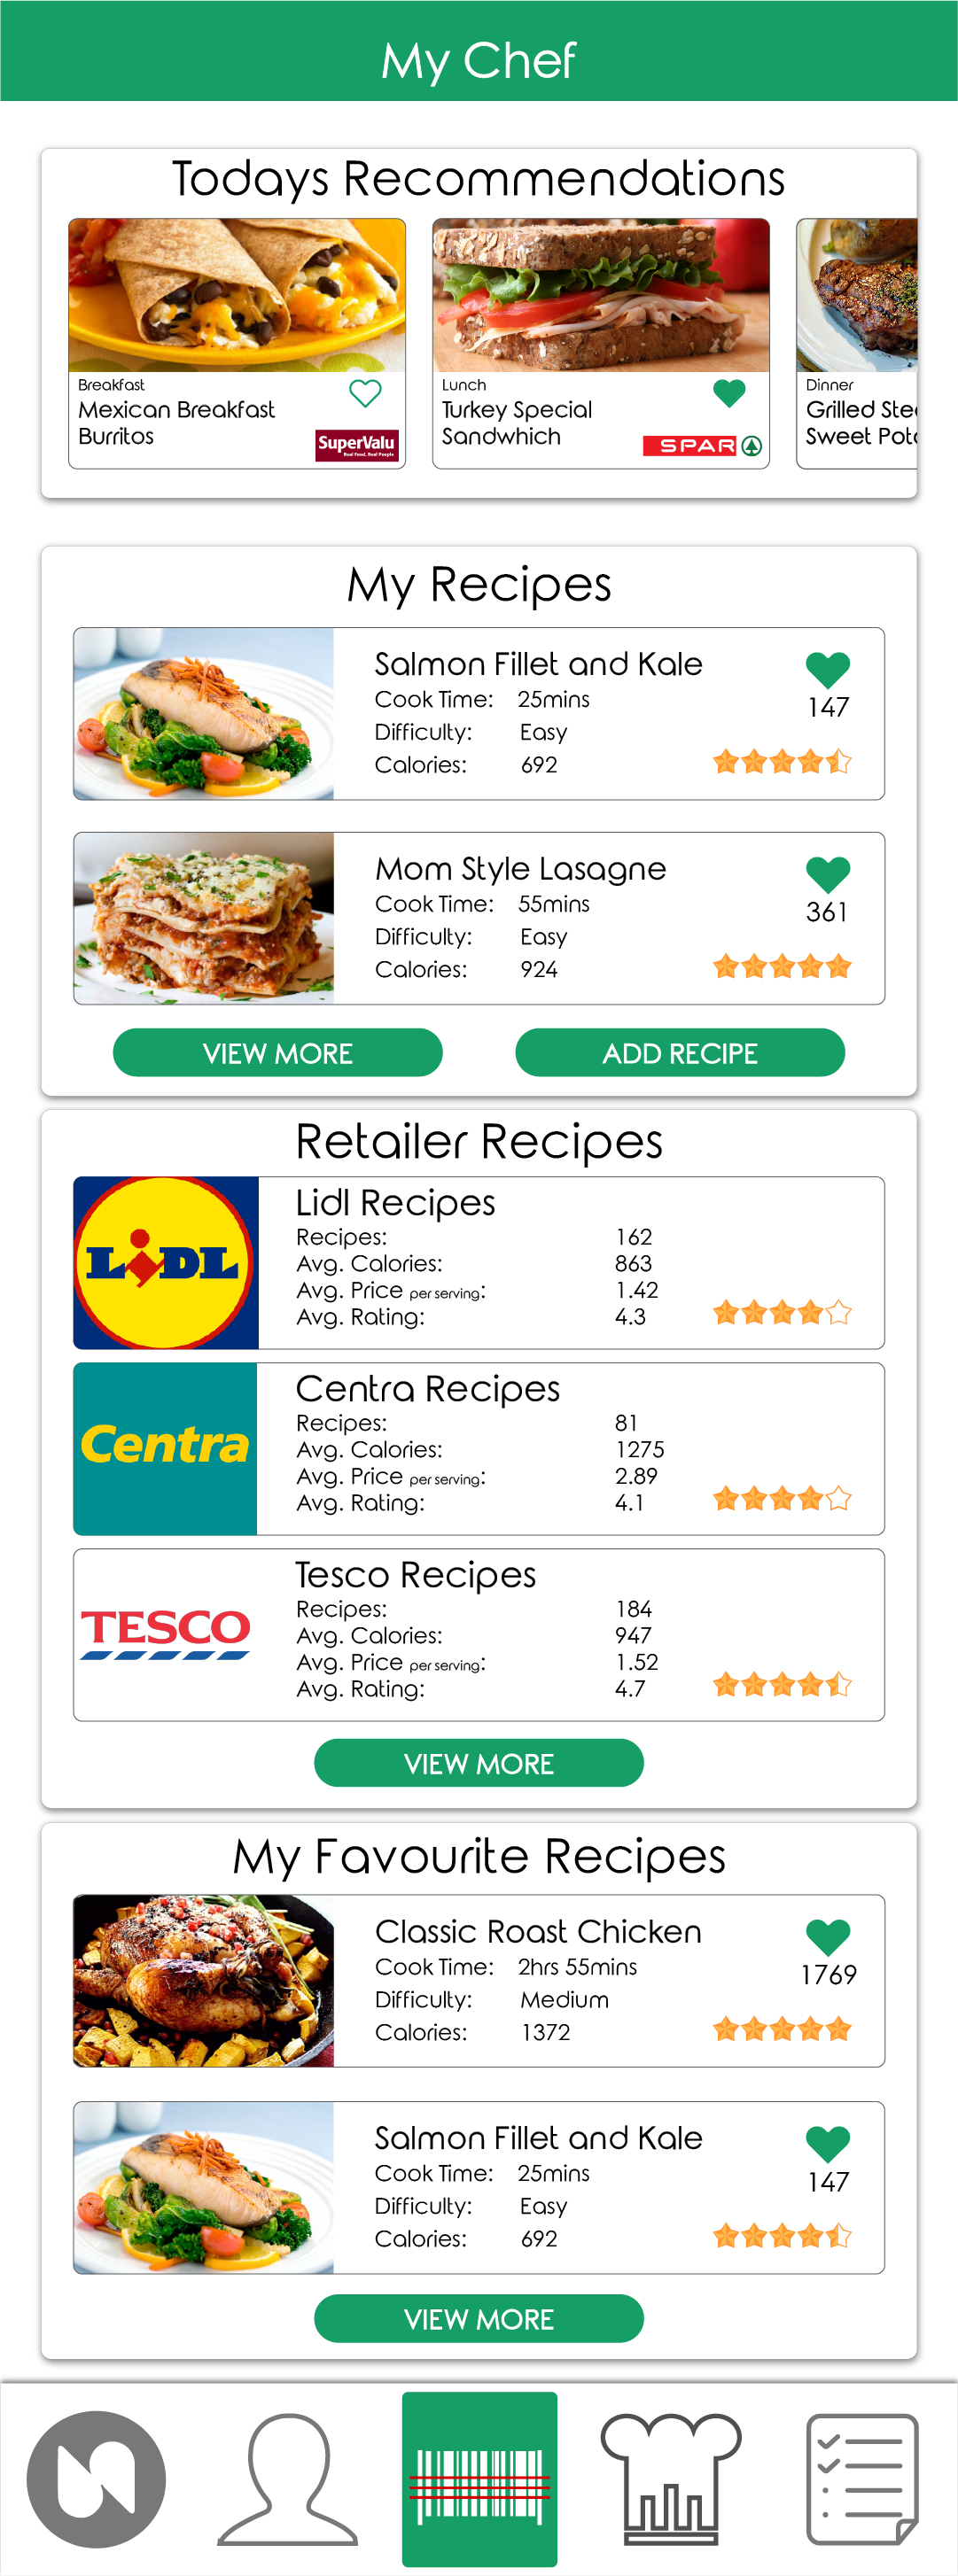 My Chef
Todays Recommendations
Breakfast
Mexican Breakfast
Burritos
SuperValu
Real Food, Real People
Lunch
Turkey Special
Sandwhich
SPAR
Dinner
Grilled Ste
Sweet Pot
My Recipes
Salmon Fillet and Kale
Cook Time: 25mins
Difficulty: Easy
Calories: 692
147
Mom Style Lasagne
Cook Time: 55mins
Difficulty: Easy
Calories: 924
361
VIEW MORE
ADD RECIPE
Retailer Recipes
LIDL
Lidl Recipes
Recipes: 162
Avg. Calories: 863
Avg. Price per serving: 1.42
Avg. Rating: 4.3
Centra
Centra Recipes
Recipes: 81
Avg. Calories: 1275
Avg. Price per serving: 2.89
Avg. Rating: 4.1
TESCO
Tesco Recipes
Recipes: 184
Avg. Calories: 947
Avg. Price per serving: 1.52
Avg. Rating: 4.7
VIEW MORE
My Favourite Recipes
Classic Roast Chicken
Cook Time: 2hrs 55mins
Difficulty: Medium
Calories: 1372
1769
Salmon Fillet and Kale
Cook Time: 25mins
Difficulty: Easy
Calories: 692
147
VIEW MORE